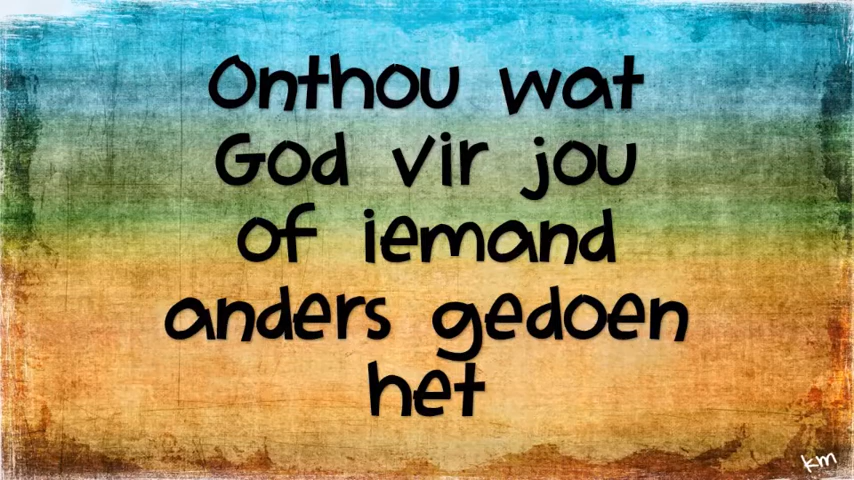 Onthou wat
God vir jou
of iemand
anders gedoen
het
km